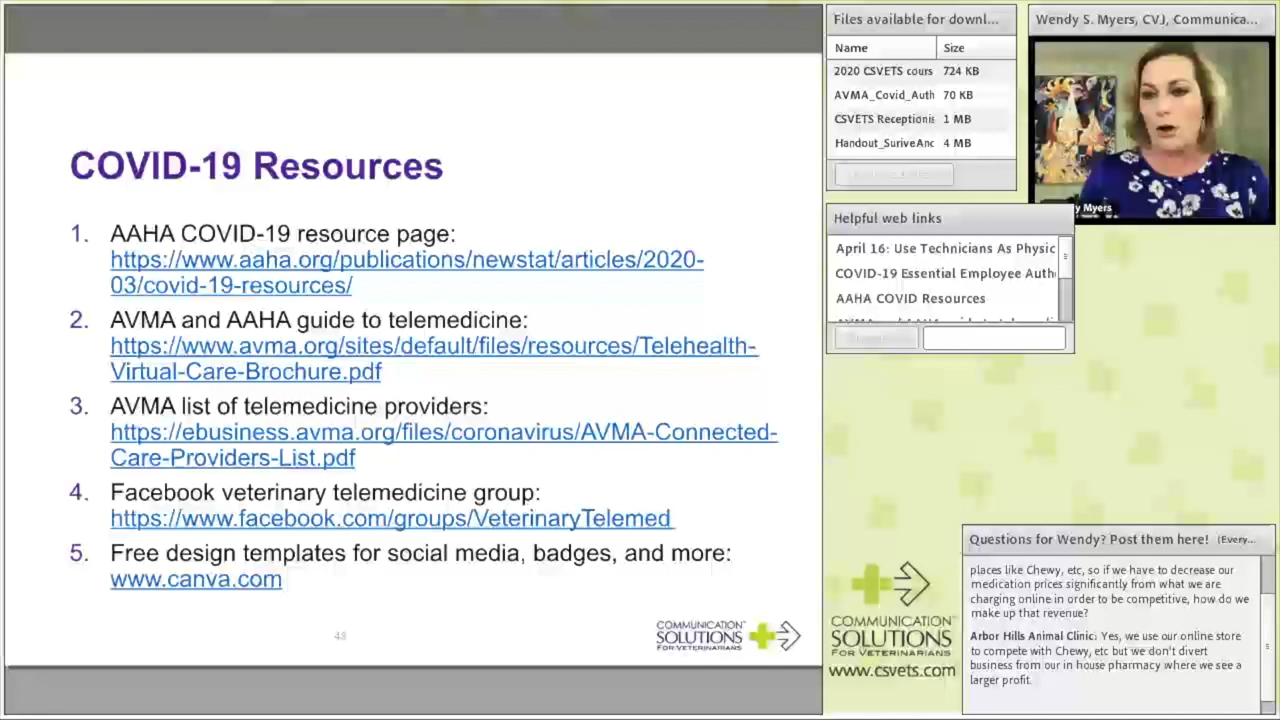 COVID-19 Resources
1. AAHA COVID-19 resource page:
https://www.aaha.org/publications/newstat/articles/2020-
03/covid-19-resources/
2. AVMA and AAHA guide to telemedicine:
https://www.avma.org/sites/default/files/resources/Telehealth-
Virtual-Care-Brochure.pdf
3. AVMA list of telemedicine providers:
https://ebusiness.avma.org/files/coronavirus/AVMA-Connected-
Care-Providers-List.pdf
4. Facebook veterinary telemedicine group:
https://www.facebook.com/groups/VeterinaryTelemed
5. Free design templates for social media, badges, and more:
www.canva.com
COMMUNICATION
SOLUTIONS
FOR VETERINARIANS
Files available for downl...
Name Size
2020 CSVETS cours 724 KB
AVMA_Covid_Auth 70 KB
CSVETS Receptionis 1 MB
Handout_SuriveAnc 4 MB
Wendy S. Myers, CVJ, Communica...
y Myers
Helpful web links
April 16: Use Technicians As Physic
COVID-19 Essential Employee Auth
AAHA COVID Resources
COMMUNICATION
SOLUTIONS
FOR VETERINARIANS
www.csvets.com
Questions for Wendy? Post them here! (Every...
places like Chewy, etc, so if we have to decrease our
medication prices significantly from what we are
charging online in order to be competitive, how do we
make up that revenue?
Arbor Hills Animal Clinic: Yes, we use our online store
to compete with Chewy, etc but we don't divert
business from our in house pharmacy where we see a
larger profit.